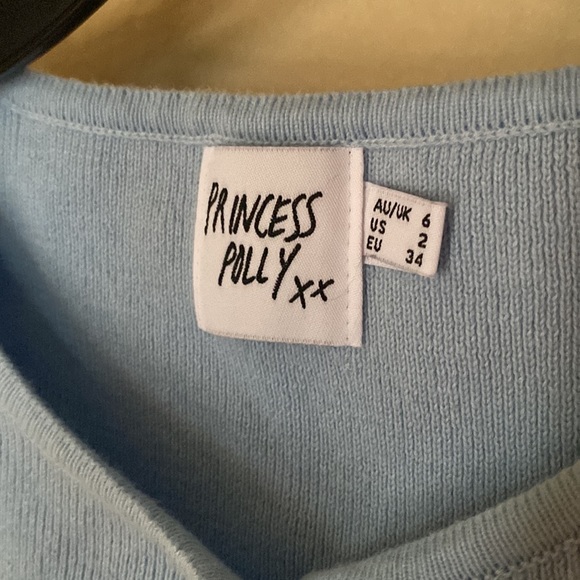 PRINCESS
POLLY xx
AU/UK 6
US 2
EU 34